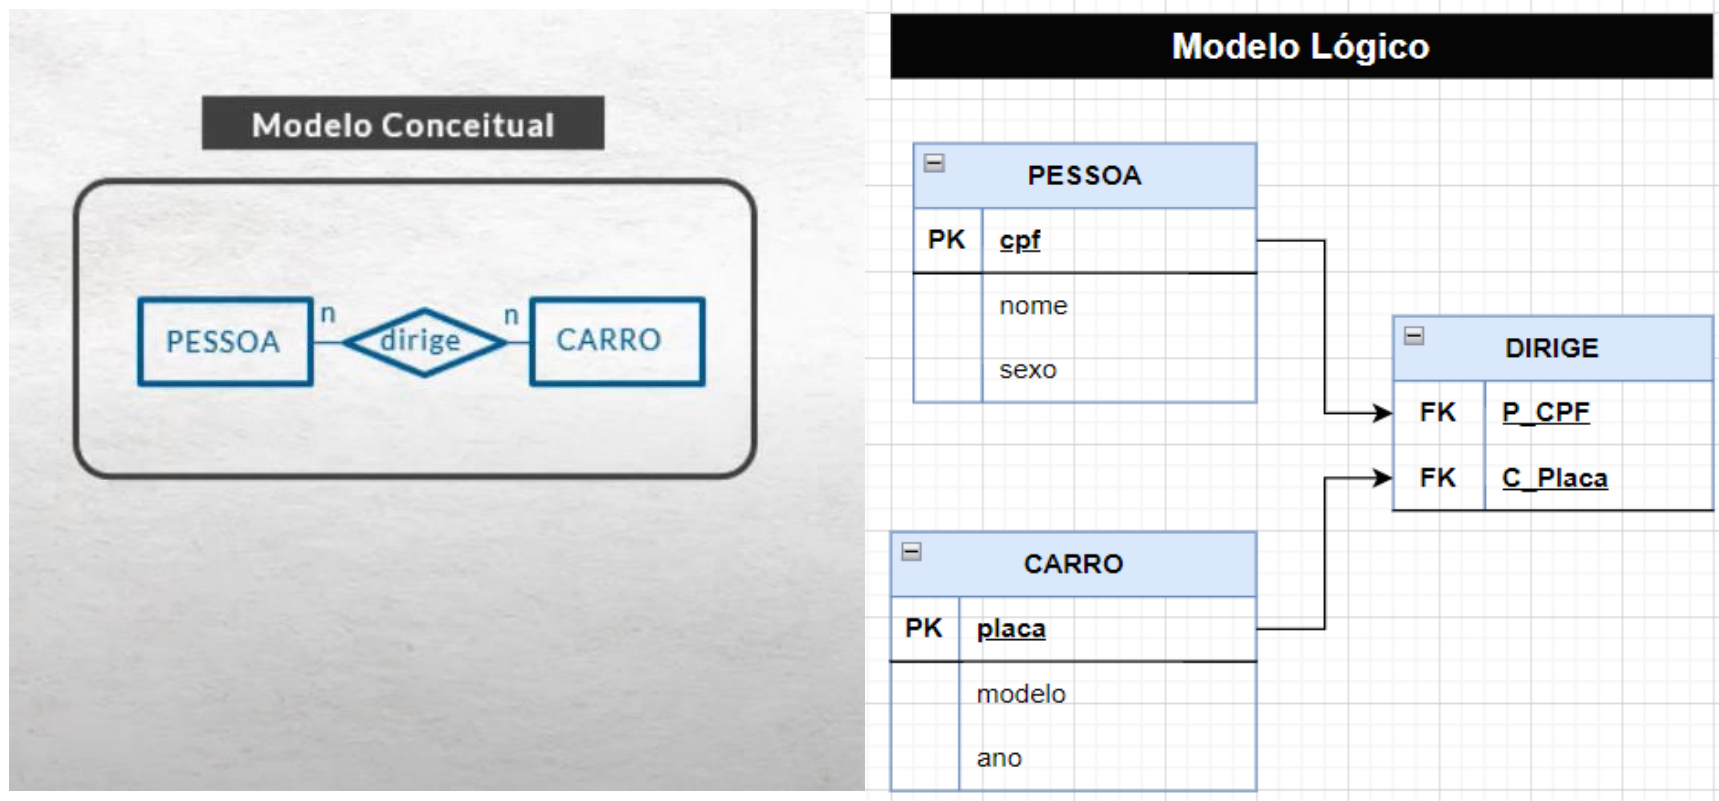 Modelo Conceitual
PESSOA
n
dirige
n
CARRO
Modelo Lógico
PESSOA
PK cpf
nome
sexo
DIRIGE
FK P_CPF
FK C_Placa
CARRO
PK placa
modelo
ano